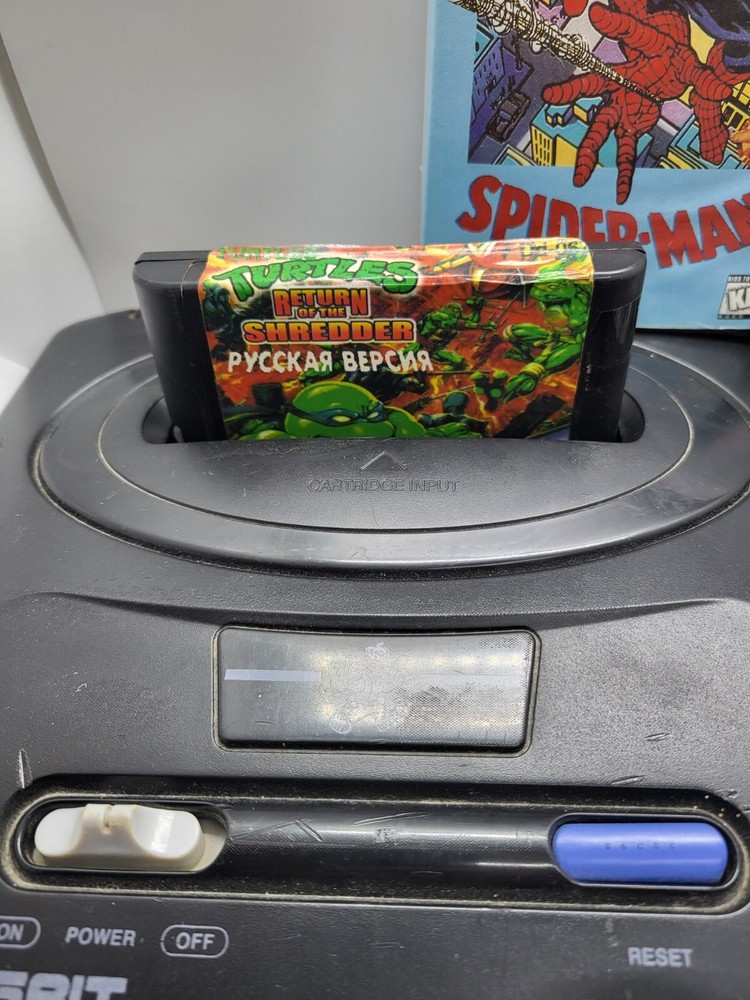 SPIDER-MAN
TURTLES
RETURN
OF THE
SHREDDER
РУССКАЯ ВЕРСИЯ
CARTRIDGE INPUT
ON
POWER
OFF
RESET